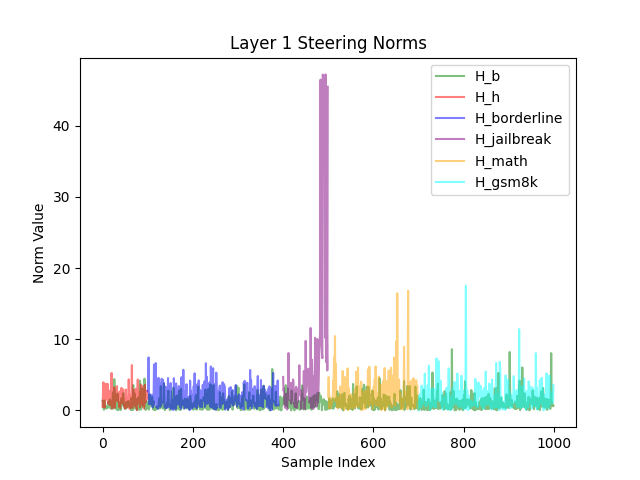 Layer 1 Steering Norms
H_b
H_h
H_borderline
H_jailbreak
H_math
H_gsm8k
40
30
20
10
0
Norm Value
0 200 400 600 800 1000
Sample Index